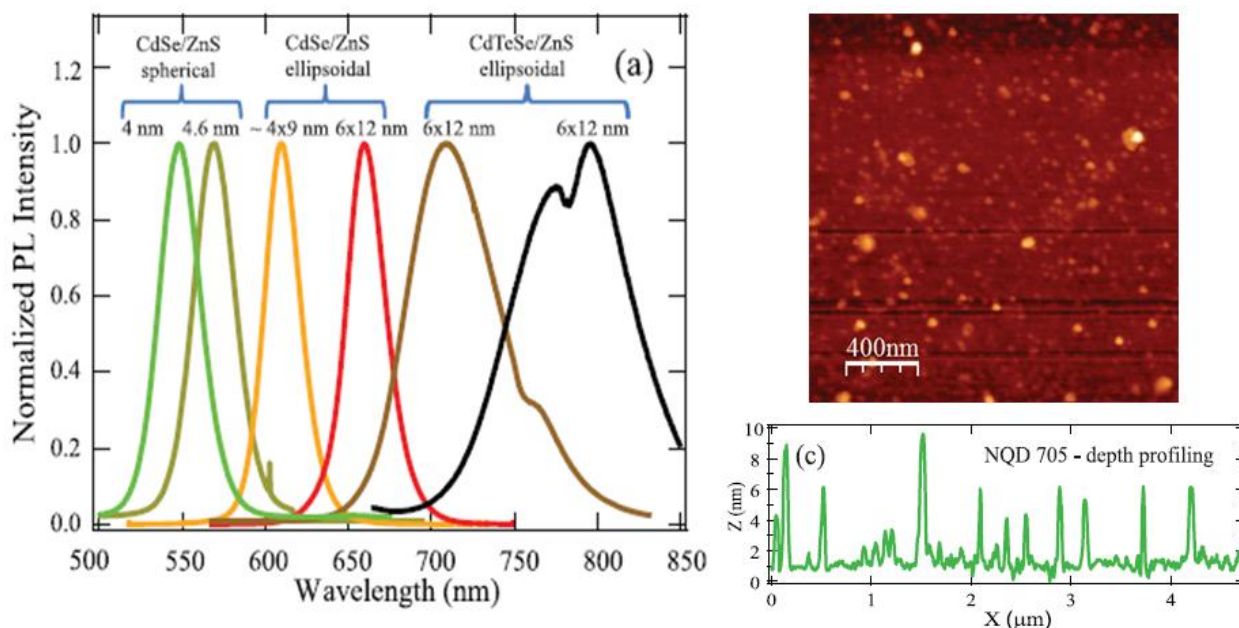 CdSe/ZnS CdSe/ZnS CdTeSe/ZnS (a)
spherical ellipsoidal ellipsoidal
4 nm 4.6 nm ~ 4x9 nm 6x12 nm 6x12 nm 6x12 nm
Normalized PL Intensity
1.2
1.0
0.8
0.6
0.4
0.2
0.0
500 550 600 650 700 750 800 850
Wavelength (nm)
400nm
(c) NQD 705 - depth profiling
Z (nm)
10
8
6
4
2
0
0 1 2 3 4
X (μm)